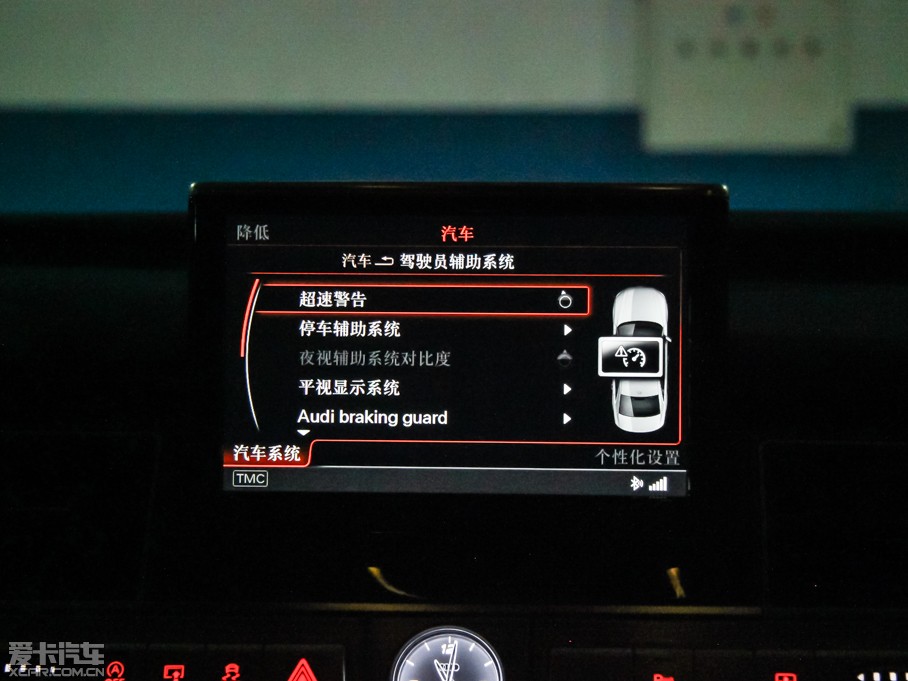 降低
汽车
汽车 驾驶员辅助系统
超速警告
停车辅助系统
夜视辅助系统对比度
平视显示系统
Audi braking guard
汽车系统
个性化设置
TMC
12
爱卡汽车
XCAR.COM.CN
A
OFF